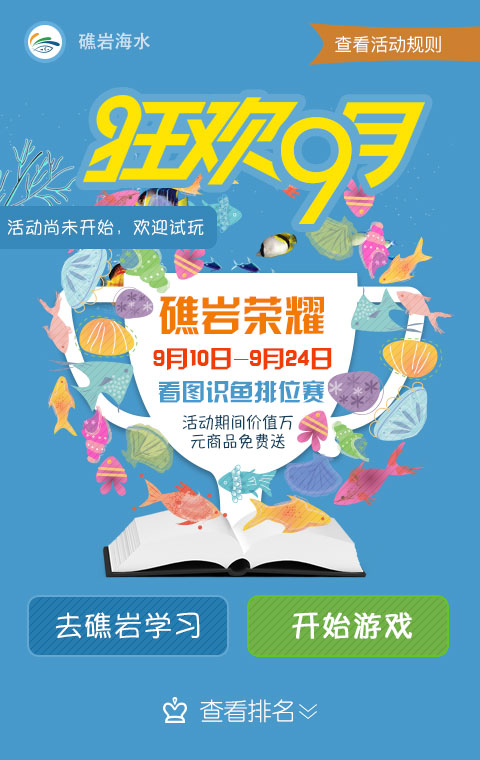 礁岩海水
查看活动规则
狂欢9月
活动尚未开始，欢迎试玩
礁岩荣耀
9月10日—9月24日
看图识鱼排位赛
活动期间价值万
元商品免费送
去礁岩学习
开始游戏
查看排名